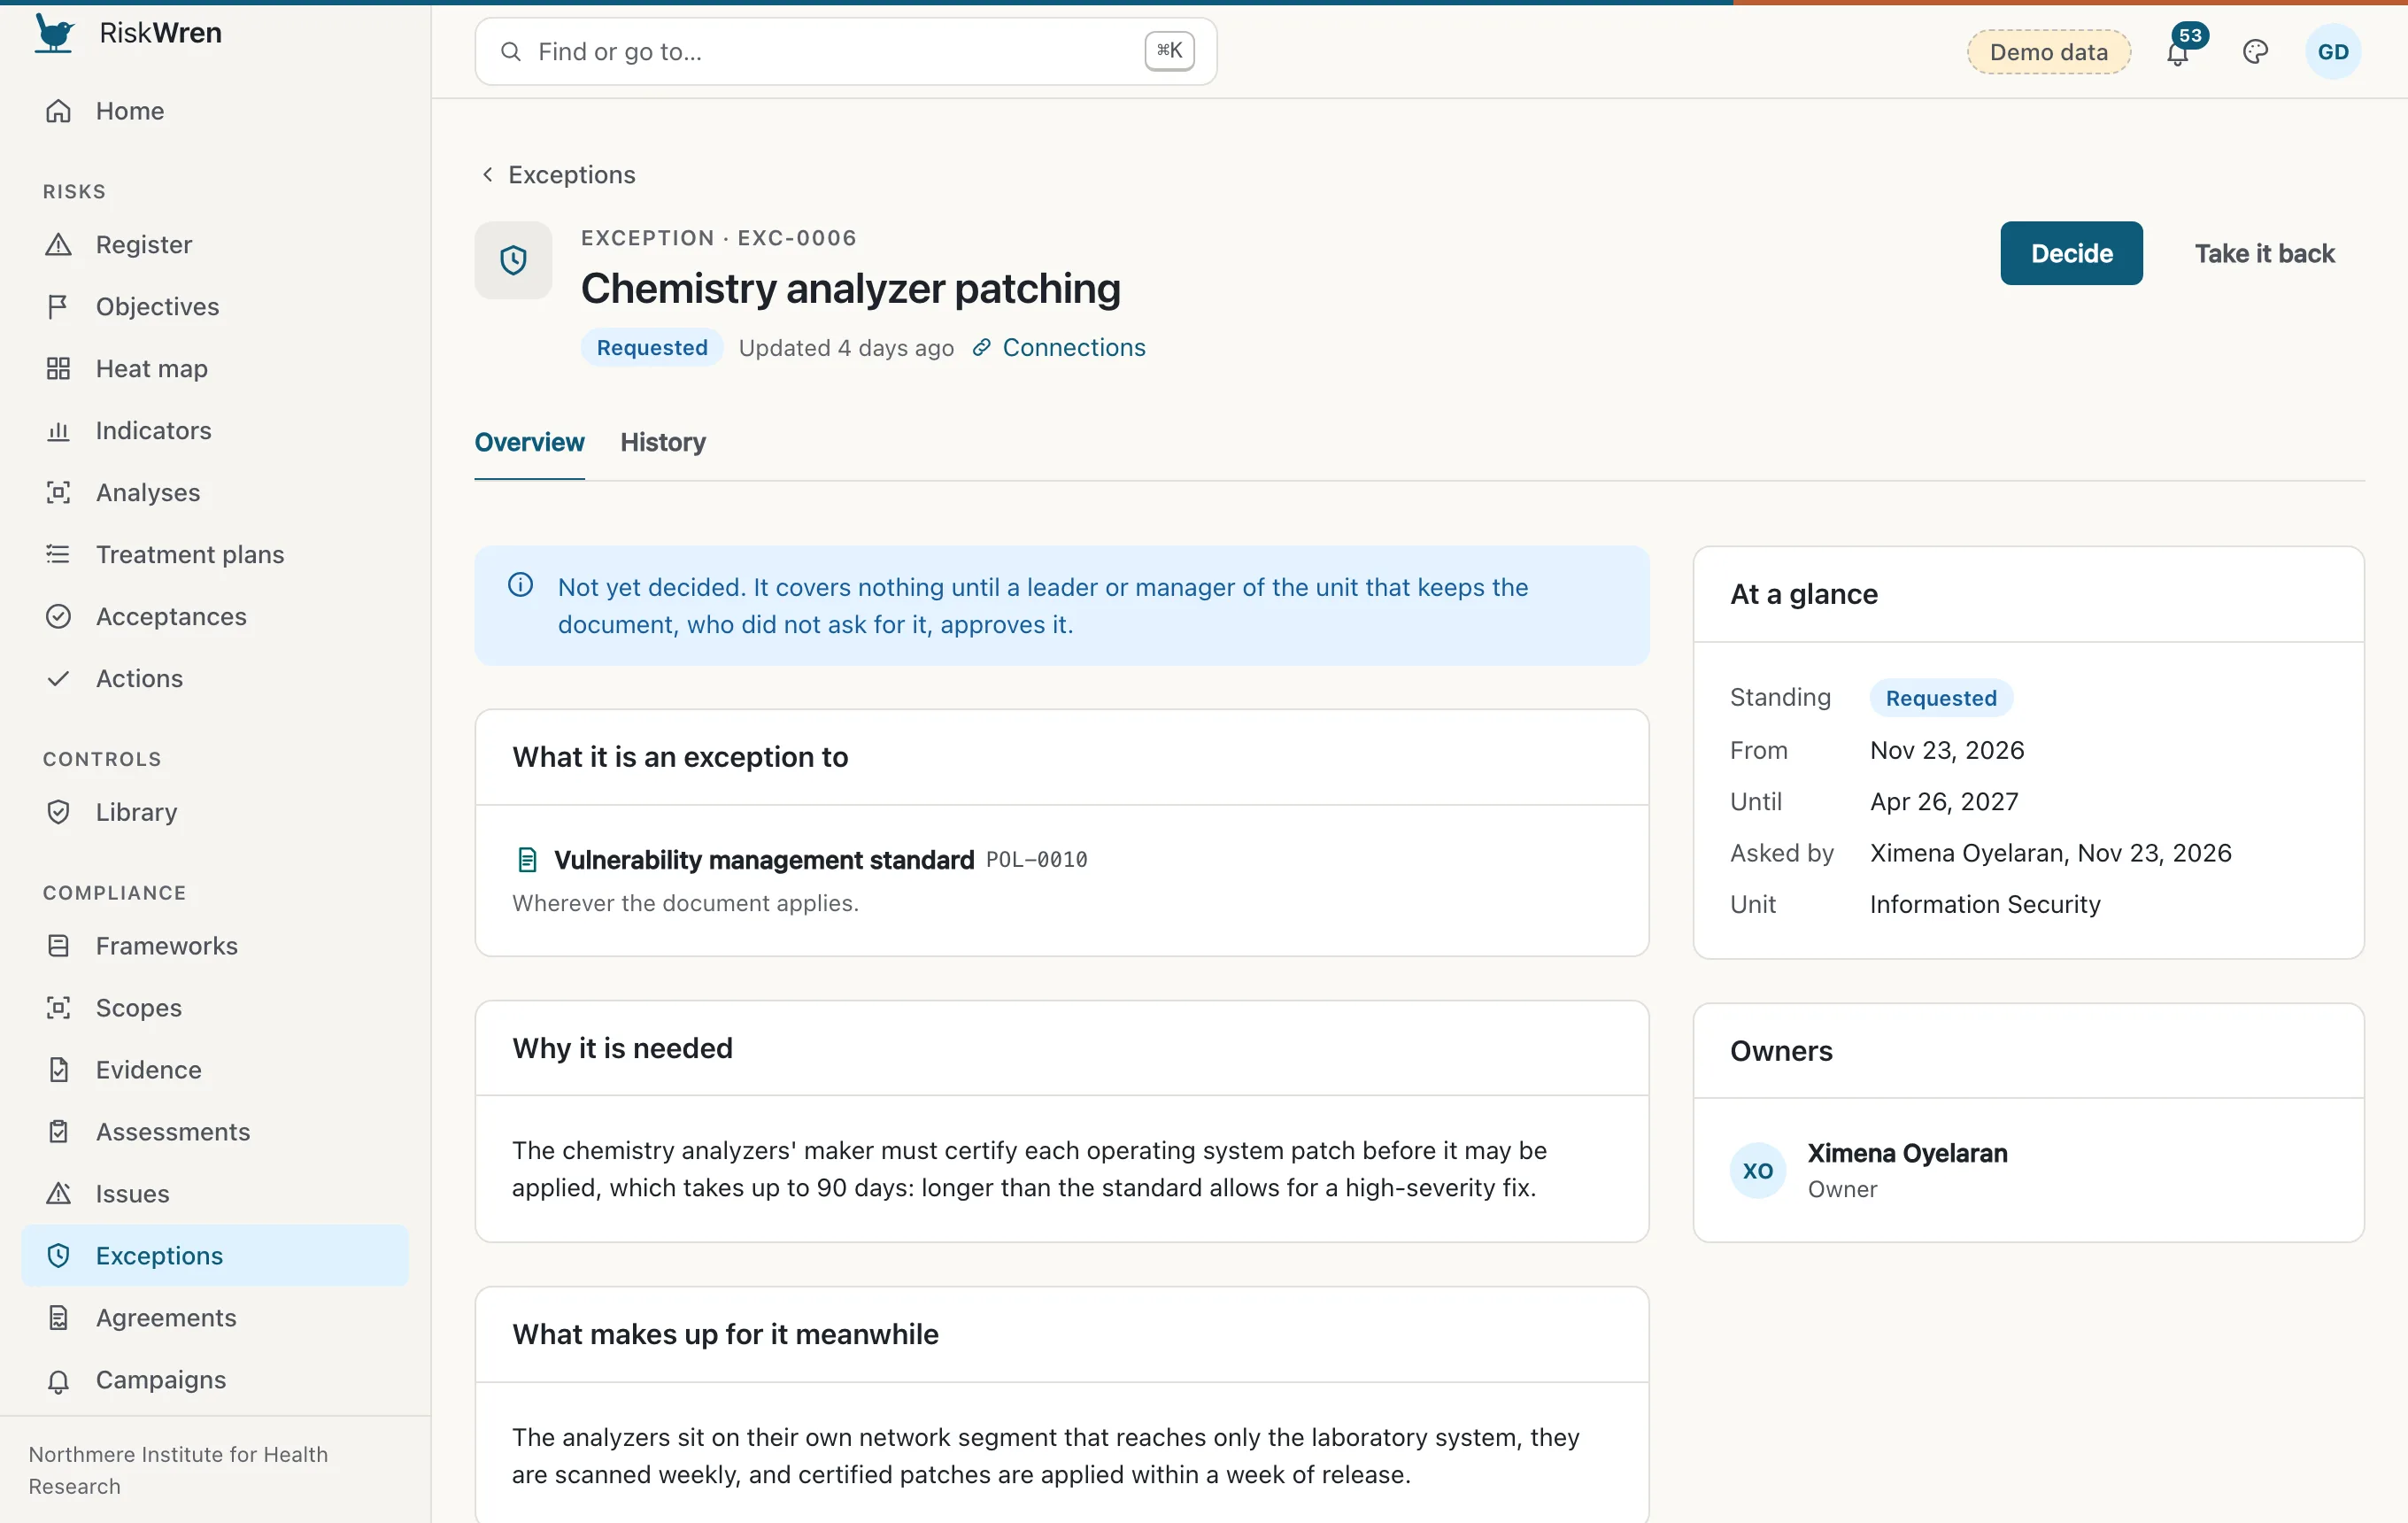 RiskWren
Find or go to...
⌘K
Demo data
53
GD
Home
RISKS
Register
Objectives
Heat map
Indicators
Analyses
Treatment plans
Acceptances
Actions
CONTROLS
Library
COMPLIANCE
Frameworks
Scopes
Evidence
Assessments
Issues
Exceptions
Agreements
Campaigns
Northmere Institute for Health
Research
Exceptions
EXCEPTION · EXC-0006
Chemistry analyzer patching
Requested Updated 4 days ago Connections
Decide
Take it back
Overview
History
Not yet decided. It covers nothing until a leader or manager of the unit that keeps the
document, who did not ask for it, approves it.
What it is an exception to
Vulnerability management standard POL-0010
Wherever the document applies.
Why it is needed
The chemistry analyzers' maker must certify each operating system patch before it may be
applied, which takes up to 90 days: longer than the standard allows for a high-severity fix.
What makes up for it meanwhile
The analyzers sit on their own network segment that reaches only the laboratory system, they
are scanned weekly, and certified patches are applied within a week of release.
At a glance
Standing Requested
From Nov 23, 2026
Until Apr 26, 2027
Asked by Ximena Oyelaran, Nov 23, 2026
Unit Information Security
Owners
XO
Ximena Oyelaran
Owner